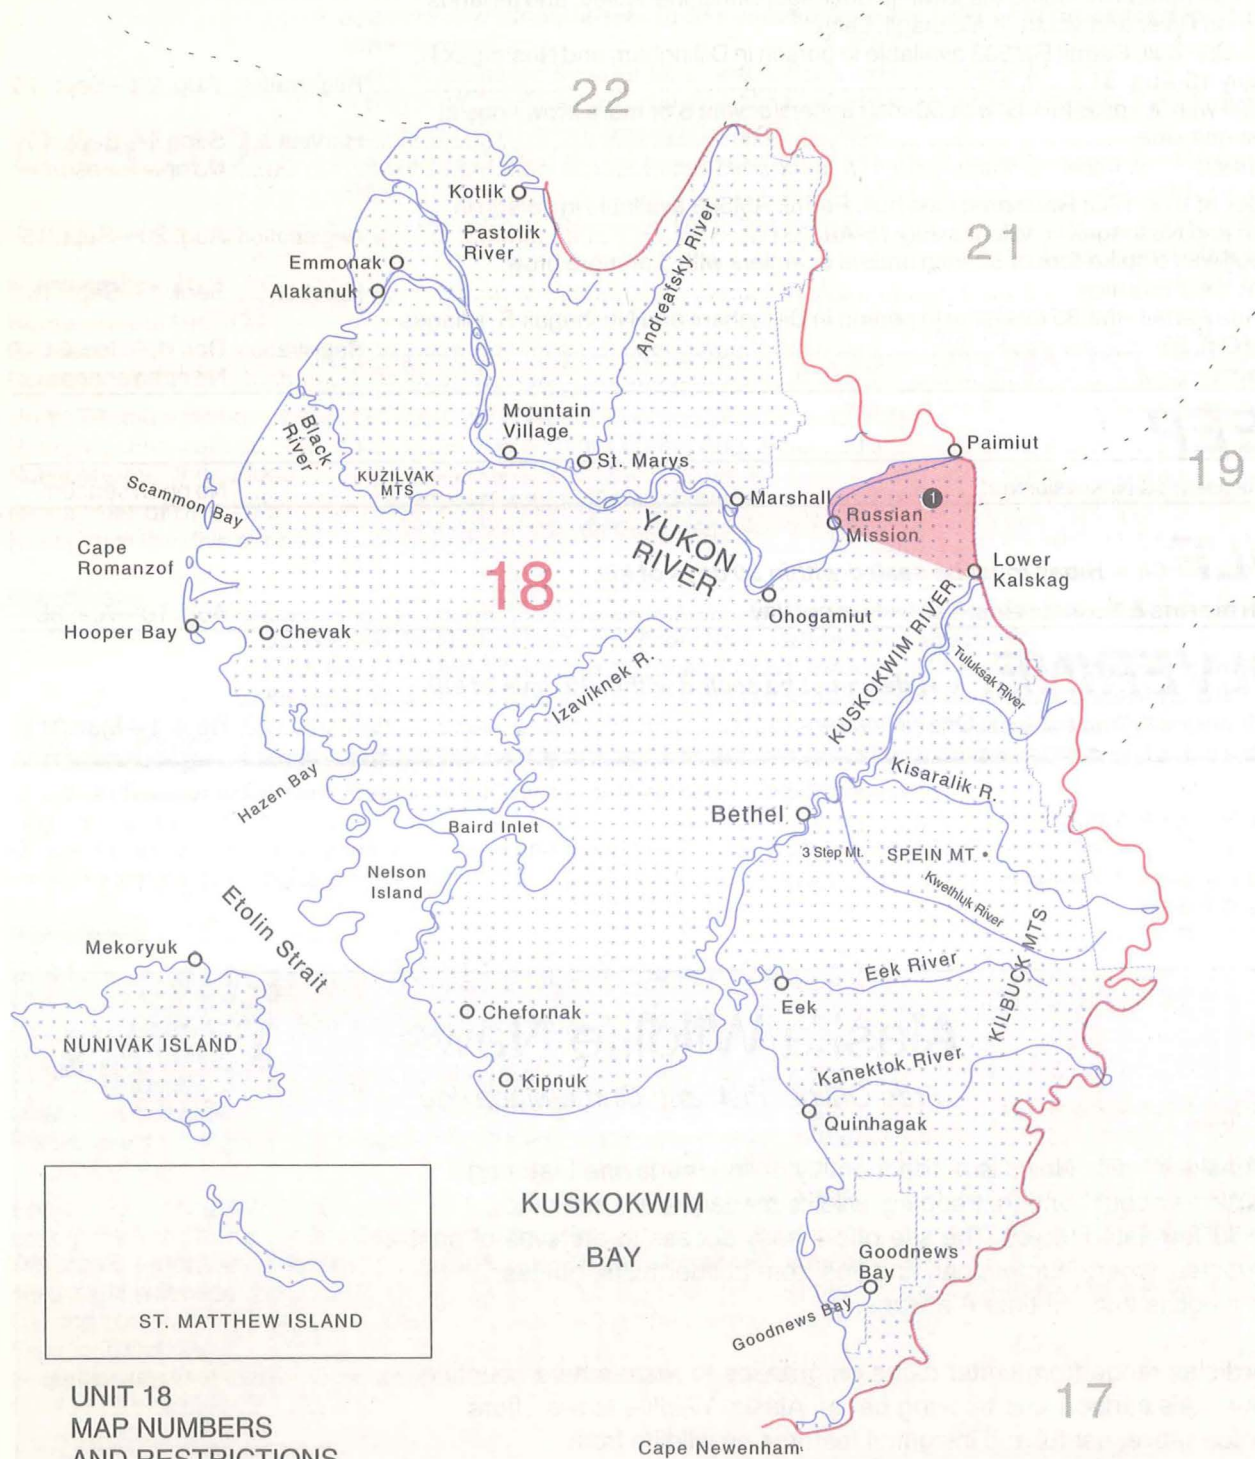 22
Kotlik
Pastolik
River
Andreafsky River
21
Emmonak
Alakanuk
Mountain
Village
Black
River
St. Marys
Paimiut
KUZILVAK
MTS
19
Scammon Bay
Marshall
1
Russian
Mission
YUKON
RIVER
Cape
Romanzof
18
Lower
Kalskag
Ohogamiut
Hooper Bay
Chevak
KUSKOKWIM RIVER
Tuluksak River
Izaviknek R.
Kisaralik R.
Hazen Bay
Bethel
Baird Inlet
3 Step Mt.
SPEIN MT
Nelson
Island
Kwethluk River
Etolin Strait
Mekoryuk
Eek River
KILBUCK MTS
Eek
Chefornak
NUNIVAK ISLAND
Kanektok River
Kipnuk
Quinhagak
KUSKOKWIM
BAY
Goodnews
Bay
Goodnews Bay
ST. MATTHEW ISLAND
UNIT 18
MAP NUMBERS
AND RESTRICTIONS
17
Cape Newenham